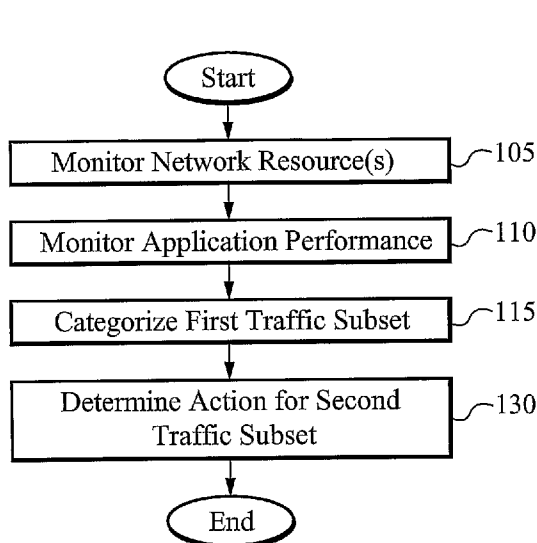 Start
Monitor Network Resource(s) 105
Monitor Application Performance 110
Categorize First Traffic Subset 115
Determine Action for Second
Traffic Subset 130
End